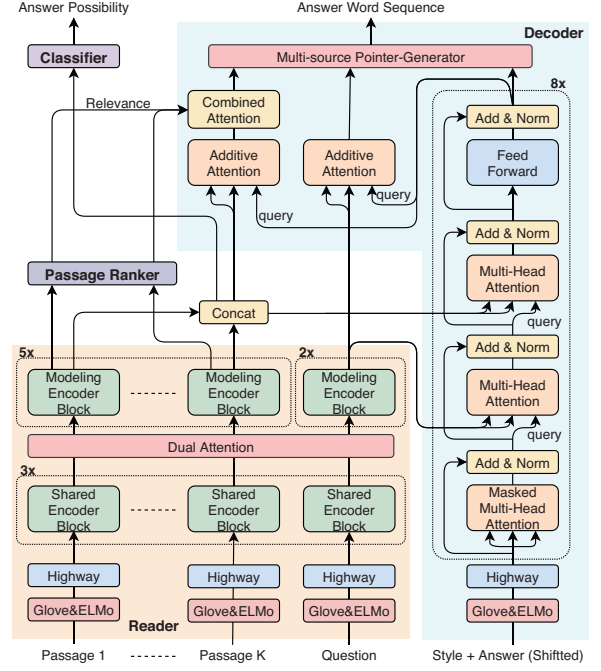 Answer Possibility
Answer Word Sequence
Decoder
Classifier
Multi-source Pointer-Generator
8x
Relevance
Combined
Attention
Add & Norm
Additive
Attention
Additive
Attention
Feed
Forward
query
query
Add & Norm
Passage Ranker
Multi-Head
Attention
Concat
query
5x
2x
Add & Norm
Modeling
Encoder
Block
Modeling
Encoder
Block
Modeling
Encoder
Block
Multi-Head
Attention
query
Dual Attention
Add & Norm
3x
Shared
Encoder
Block
Shared
Encoder
Block
Shared
Encoder
Block
Masked
Multi-Head
Attention
Highway
Highway
Highway
Highway
Glove&ELMo
Glove&ELMo
Glove&ELMo
Glove&ELMo
Reader
Passage 1
Passage K
Question
Style + Answer (Shiftted)